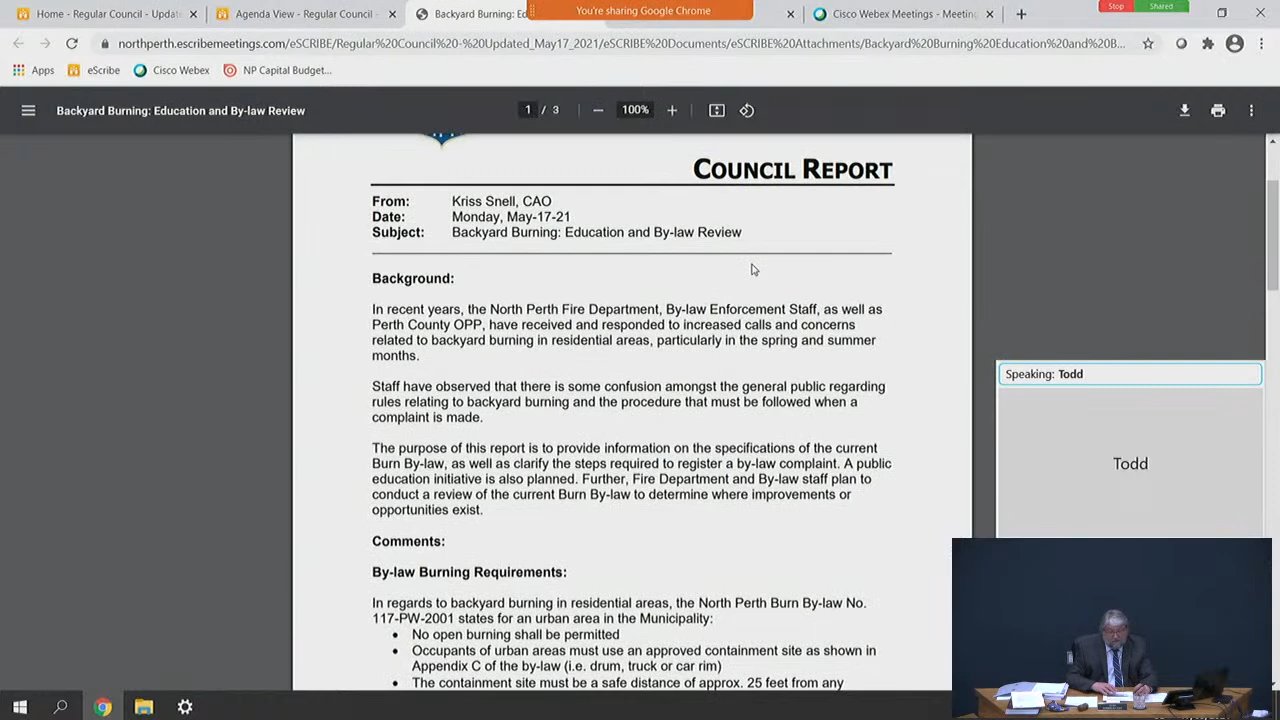 Home - Regular Council - Updat
Agenda View - Regular Council -
Backyard Burning: Ed
You're sharing Google Chrome
Cisco Webex Meetings - Meeting
Stop
Shared
northperth.escribemeetings.com/eSCRIBE/Regular%20Council%20-%20Updated_May17_2021/eSCRIBE%20Documents/eSCRIBE%20Attachments/Backyard%20Burning%20Education%20and%20B...
Apps
eScribe
Cisco Webex
NP Capital Budget...
Backyard Burning: Education and By-law Review
1 / 3
100%
COUNCIL REPORT
From: Kriss Snell, CAO
Date: Monday, May-17-21
Subject: Backyard Burning: Education and By-law Review
Background:
In recent years, the North Perth Fire Department, By-law Enforcement Staff, as well as
Perth County OPP, have received and responded to increased calls and concerns
related to backyard burning in residential areas, particularly in the spring and summer
months.
Staff have observed that there is some confusion amongst the general public regarding
rules relating to backyard burning and the procedure that must be followed when a
complaint is made.
The purpose of this report is to provide information on the specifications of the current
Burn By-law, as well as clarify the steps required to register a by-law complaint. A public
education initiative is also planned. Further, Fire Department and By-law staff plan to
conduct a review of the current Burn By-law to determine where improvements or
opportunities exist.
Comments:
By-law Burning Requirements:
In regards to backyard burning in residential areas, the North Perth Burn By-law No.
117-PW-2001 states for an urban area in the Municipality:
• No open burning shall be permitted
• Occupants of urban areas must use an approved containment site as shown in
Appendix C of the by-law (i.e. drum, truck or car rim)
• The containment site must be a safe distance of approx. 25 feet from any
Speaking: Todd
Todd